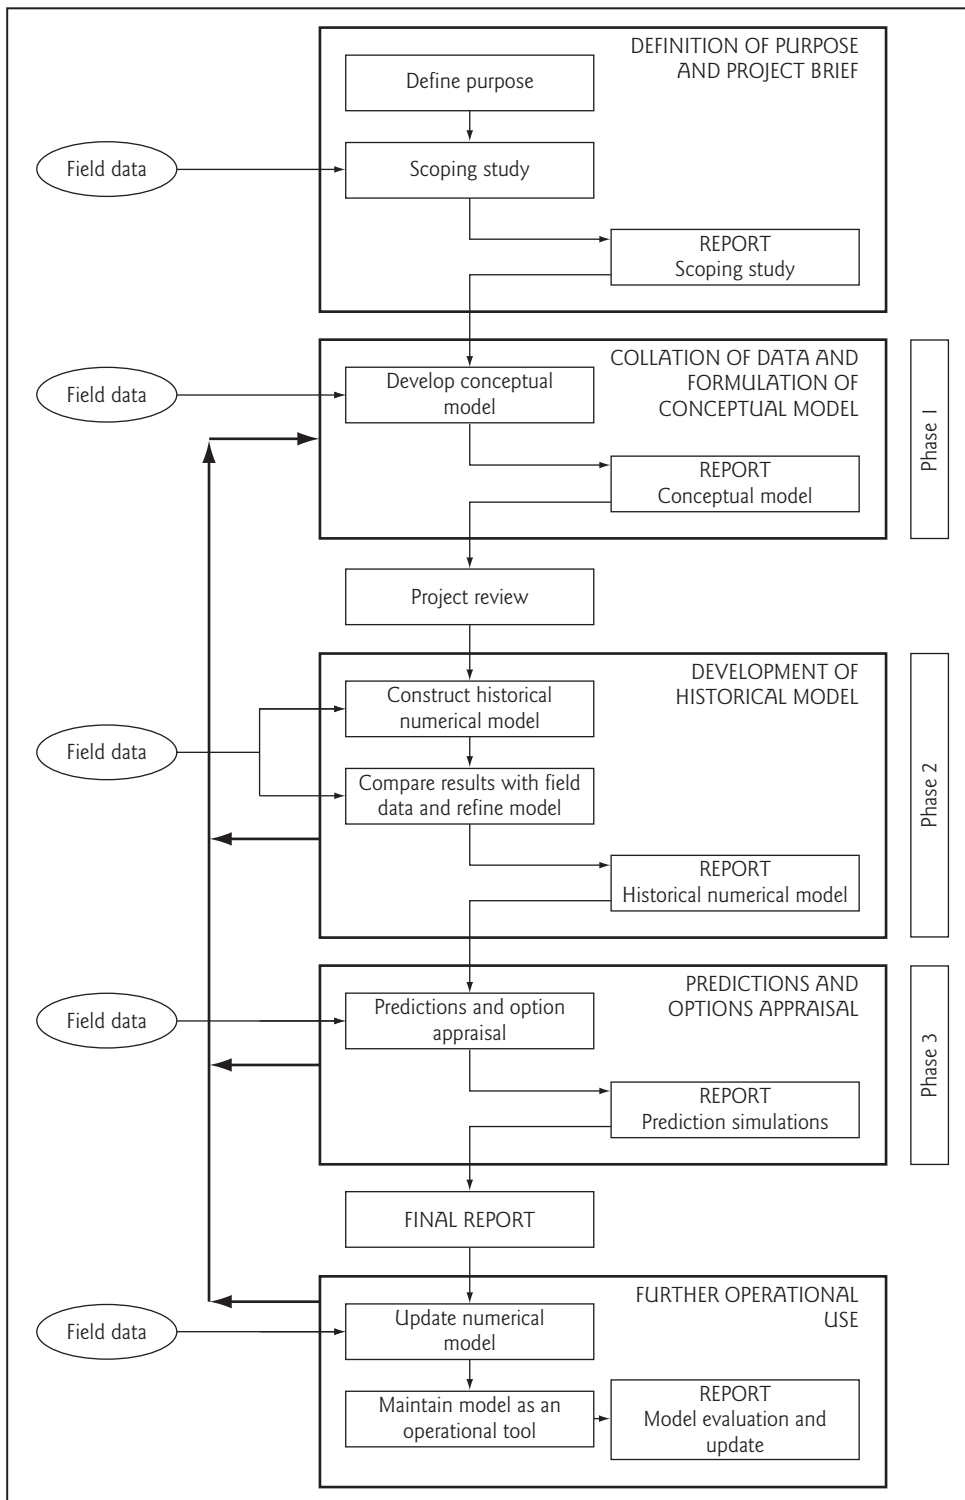 DEFINITION OF PURPOSE
AND PROJECT BRIEF
Define purpose
Field data
Scoping study
REPORT
Scoping study
COLLATION OF DATA AND
FORMULATION OF
CONCEPTUAL MODEL
Phase 1
Field data
Develop conceptual
model
REPORT
Conceptual model
Project review
DEVELOPMENT OF
HISTORICAL MODEL
Phase 2
Construct historical
numerical model
Field data
Compare results with field
data and refine model
REPORT
Historical numerical model
PREDICTIONS AND
OPTIONS APPRAISAL
Phase 3
Field data
Predictions and option
appraisal
REPORT
Prediction simulations
FINAL REPORT
FURTHER OPERATIONAL
USE
Field data
Update numerical
model
Maintain model as an
operational tool
REPORT
Model evaluation and
update